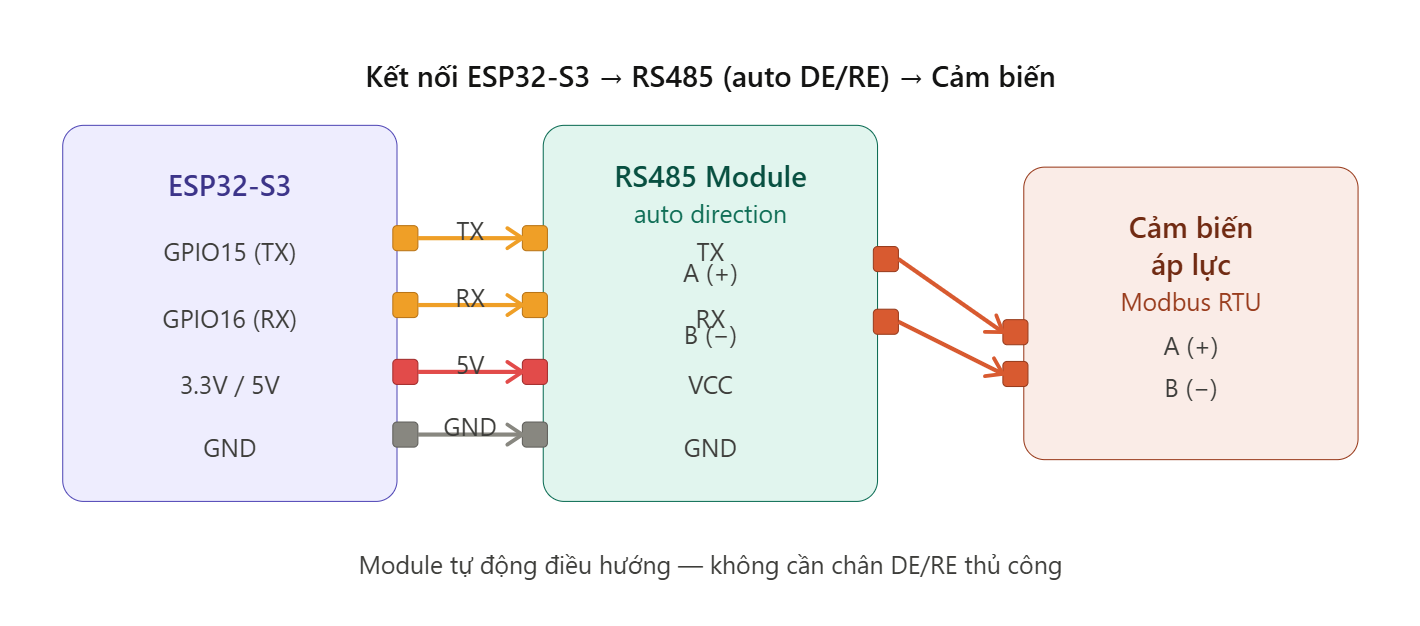 Kết nối ESP32-S3 → RS485 (auto DE/RE) → Cảm biến
ESP32-S3
GPIO15 (TX)
GPIO16 (RX)
3.3V / 5V
GND
TX
RX
5V
GND
RS485 Module
auto direction
TX
A (+)
RX
B (−)
VCC
GND
Cảm biến
áp lực
Modbus RTU
A (+)
B (−)
Module tự động điều hướng — không cần chân DE/RE thủ công